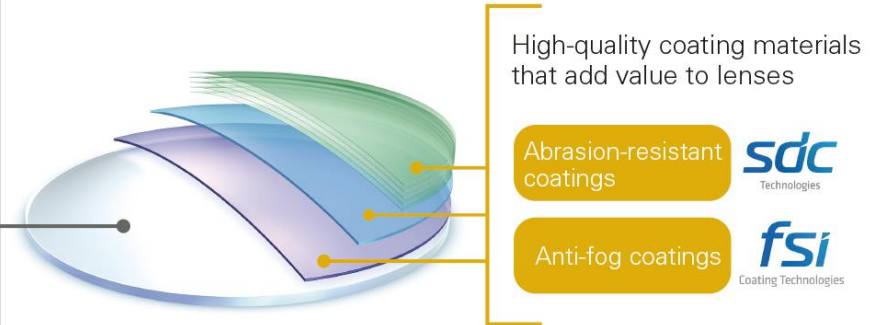 High-quality coating materials
that add value to lenses
Abrasion-resistant
coatings
sdc
Technologies
Anti-fog coatings
fsi
Coating Technologies